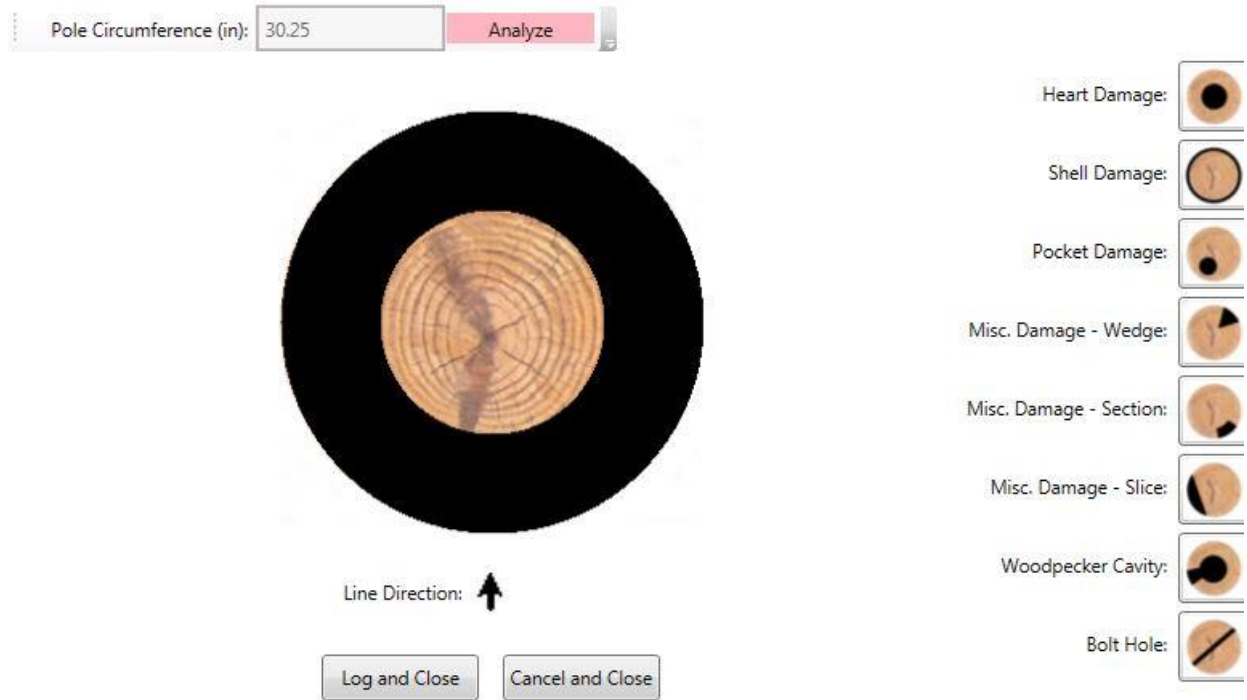 Pole Circumference (in): 30.25 Analyze
Heart Damage:
Shell Damage:
Pocket Damage:
Misc. Damage - Wedge:
Misc. Damage - Section:
Misc. Damage - Slice:
Woodpecker Cavity:
Bolt Hole:
Line Direction:
Log and Close Cancel and Close